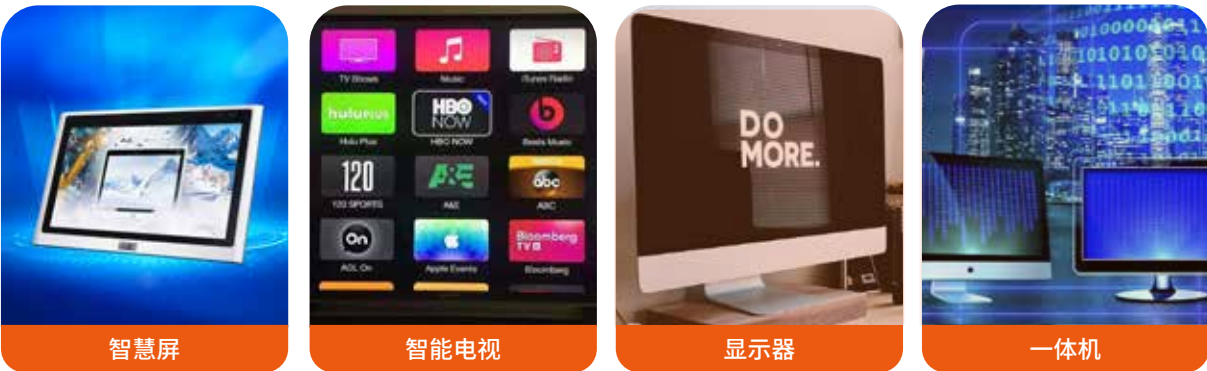 智慧屏
TV Shows
Music
iTunes Radio
huluPLUS
HBO
NOW
Hulu Plus
HBO NOW
Beats Music
120
A&E
abc
120 SPORTS
A&E
ABC
On
Bloomberg
TV
AOL On
Apple Events
Bloomberg
智能电视
DO
MORE.
显示器
一体机